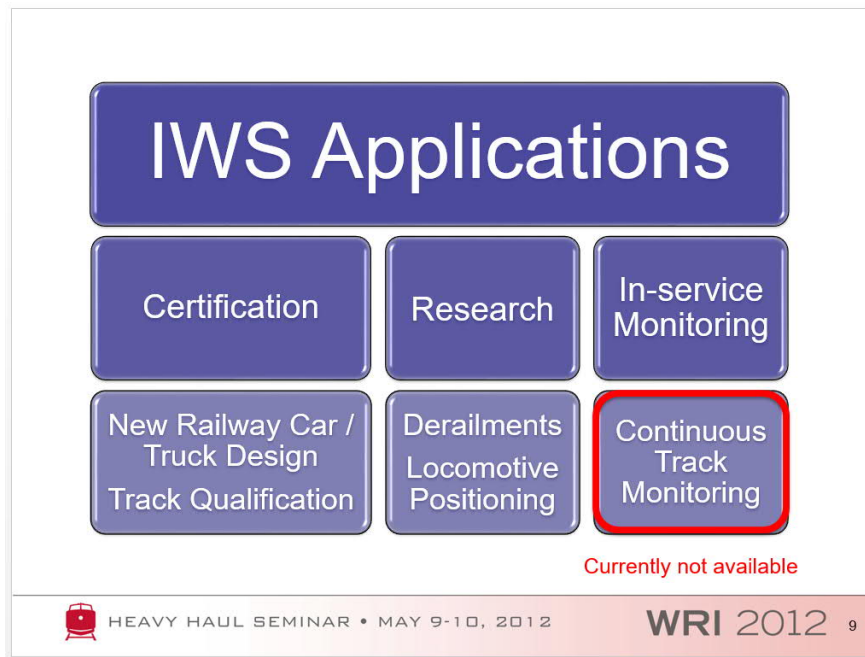 IWS Applications
Certification
Research
In-service
Monitoring
New Railway Car /
Truck Design
Track Qualification
Derailments
Locomotive
Positioning
Continuous
Track
Monitoring
Currently not available
HEAVY HAUL SEMINAR • MAY 9-10, 2012
WRI 2012 9